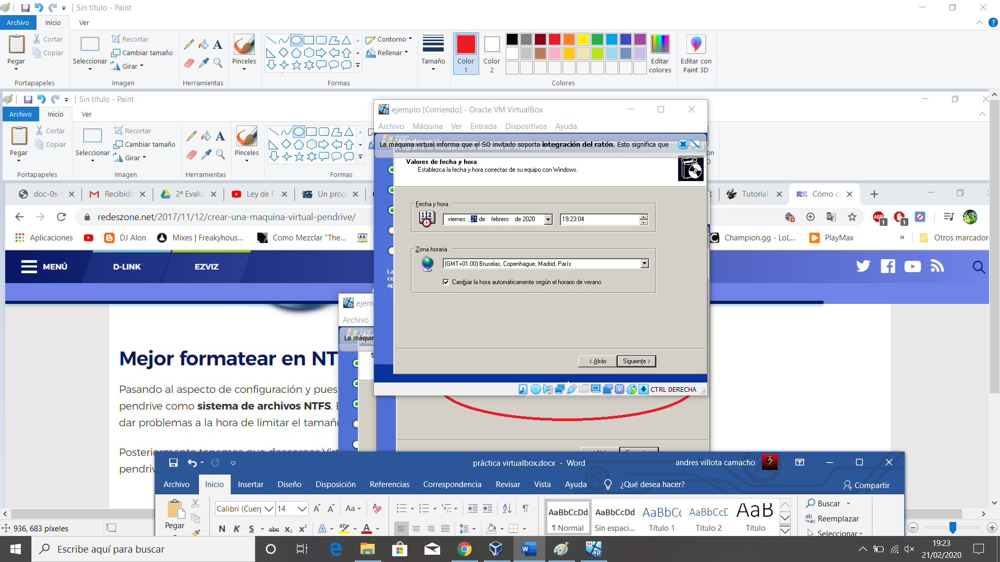 Sin título - Paint
Archivo Inicio Ver
Pegar
Cortar
Copiar
Portapapeles
Seleccionar
Recortar
Cambiar tamaño
Girar
Imagen
Herramientas
Pinceles
Contorno
Rellenar
Formas
Tamaño
Color 1
Color 2
Colores
Editar colores
Editar con Paint 3D
Sin título - Paint
Archivo Inicio Ver
Pegar
Cortar
Copiar
Portapapeles
Seleccionar
Recortar
Cambiar tamaño
Girar
Imagen
Herramientas
Pinceles
Formas
ejemplo [Corriendo] - Oracle VM VirtualBox
Archivo Máquina Ver Entrada Dispositivos Ayuda
La máquina virtual informa que el SO invitado soporta integración del ratón. Esto significa que
Programa de instalación de Windows XP Professional
Valores de fecha y hora
Establezca la fecha y hora correctas de su equipo con Windows.
Fecha y hora
viernes , 21 de febrero de 2020
19:23:04
Zona horaria
(GMT+01:00) Bruselas, Copenhague, Madrid, París
Cambiar la hora automáticamente según el horario de verano
< Atrás
Siguiente >
CTRL DERECHA
doc-0s-5
Recibido
2ª Evalu
Ley de F
Un prog
Tutorial
Cómo c
redeszone.net/2017/11/12/crear-una-maquina-virtual-pendrive/
Aplicaciones
DJ Alon
Mixes | Freakyhous...
Como Mezclar "The...
Champion.gg - LoL...
PlayMax
»
Otros marcador
MENÚ
D-LINK
EZVIZ
La
co
ap
ejem
Archivo
La máquin
Mejor formatear en NT
Pasando al aspecto de configuración y pues
pendrive como sistema de archivos NTFS. E
dar problemas a la hora de limitar el tamaño
Posteriormente tenemos que descargar Virt
pendriv
práctica virtualbox.docx - Word
andres villota camacho
Archivo Inicio Insertar Diseño Disposición Referencias Correspondencia Revisar Vista Ayuda ¿Qué desea hacer?
Compartir
Pegar
Calibri (Cuerp
14
N K S abc x₂ x²
AaBbCcDd
¶ Normal
AaBbCcDd
Sin espaci...
AaBbCc
Título 1
AaBbCcD
Título 2
AaB
Título
Buscar
Reemplazar
Seleccionar
936, 683 píxeles
Escribe aquí para buscar
19:23
21/02/2020